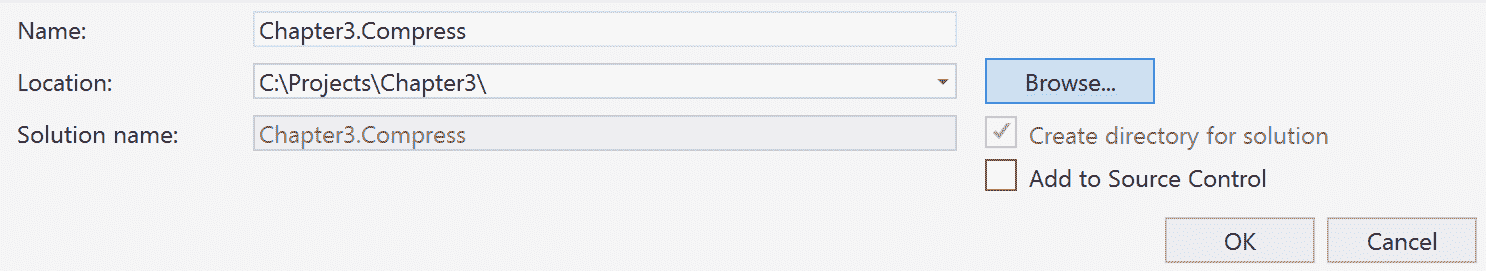 Name: Chapter3.Compress
Location: C:\Projects\Chapter3\ Browse...
Solution name: Chapter3.Compress Create directory for solution
Add to Source Control
OK Cancel